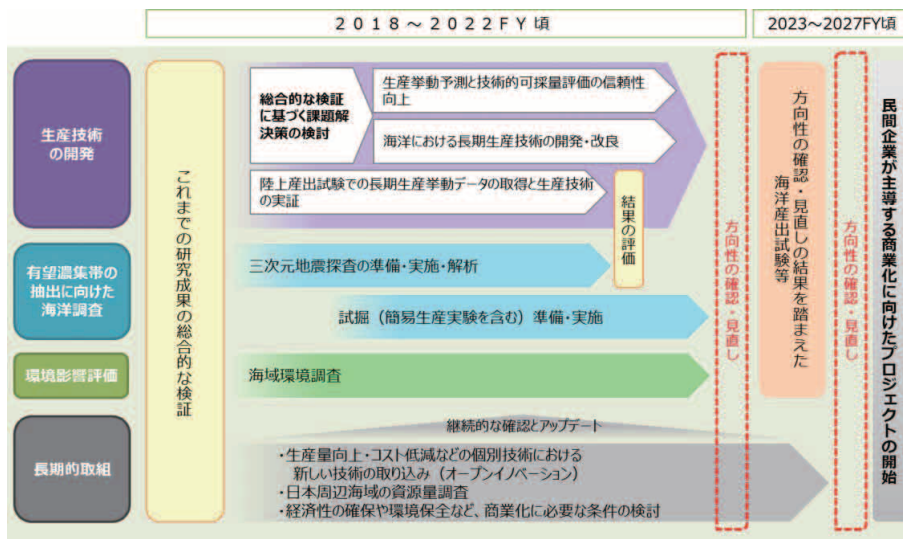 ２０１８～２０２２ＦＹ頃
2023～2027FY頃
生産技術
の開発
有望濃集帯の
抽出に向けた
海洋調査
環境影響評価
長期的取組
これまでの研究成果の総合的な検証
総合的な検証
に基づく課題解
決策の検討
生産挙動予測と技術的可採量評価の信頼性
向上
海洋における長期生産技術の開発・改良
陸上産出試験での長期生産挙動データの取得と生産技術
の実証
結果の評価
三次元地震探査の準備・実施・解析
試掘（簡易生産実験を含む）準備・実施
海域環境調査
継続的な確認とアップデート
・生産量向上・コスト低減などの個別技術における
新しい技術の取り込み（オープンイノベーション）
・日本周辺海域の資源量調査
・経済性の確保や環境保全など、商業化に必要な条件の検討
方向性の確認・見直し
方向性の確認・見直しの結果を踏まえた
海洋産出試験等
方向性の確認・見直し
民間企業が主導する商業化に向けたプロジェクトの開始